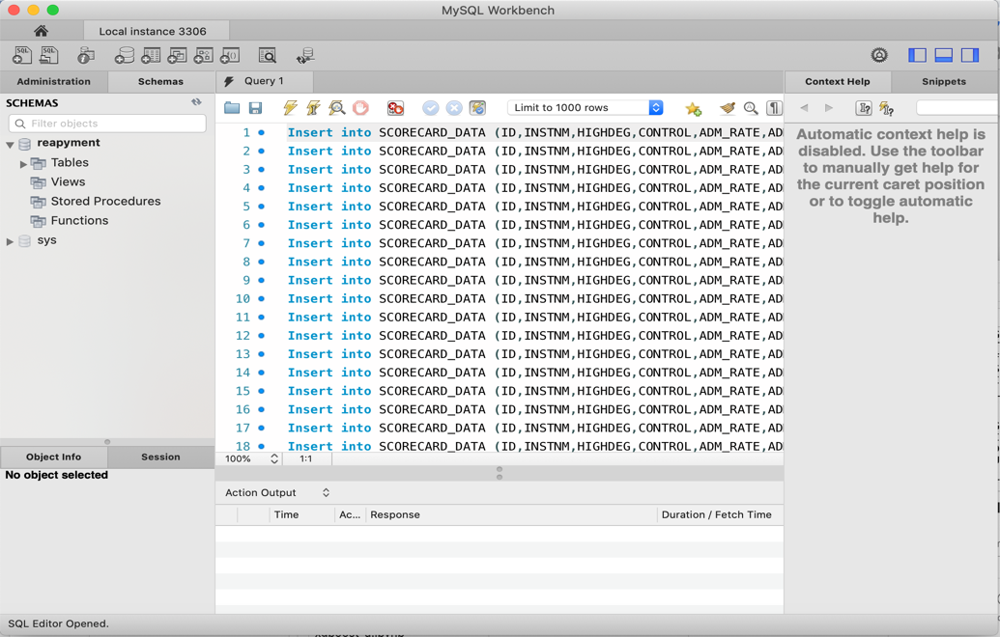 MySQL Workbench
Local instance 3306
Administration
Schemas
Query 1
Context Help
Snippets
SCHEMAS
Filter objects
reapyment
Tables
Views
Stored Procedures
Functions
sys
Limit to 1000 rows
1 Insert into SCORECARD_DATA (ID,INSTNM,HIGHDEG,CONTROL,ADM_RATE,AD
2 Insert into SCORECARD_DATA (ID,INSTNM,HIGHDEG,CONTROL,ADM_RATE,AD
3 Insert into SCORECARD_DATA (ID,INSTNM,HIGHDEG,CONTROL,ADM_RATE,AD
4 Insert into SCORECARD_DATA (ID,INSTNM,HIGHDEG,CONTROL,ADM_RATE,AD
5 Insert into SCORECARD_DATA (ID,INSTNM,HIGHDEG,CONTROL,ADM_RATE,AD
6 Insert into SCORECARD_DATA (ID,INSTNM,HIGHDEG,CONTROL,ADM_RATE,AD
7 Insert into SCORECARD_DATA (ID,INSTNM,HIGHDEG,CONTROL,ADM_RATE,AD
8 Insert into SCORECARD_DATA (ID,INSTNM,HIGHDEG,CONTROL,ADM_RATE,AD
9 Insert into SCORECARD_DATA (ID,INSTNM,HIGHDEG,CONTROL,ADM_RATE,AD
10 Insert into SCORECARD_DATA (ID,INSTNM,HIGHDEG,CONTROL,ADM_RATE,AD
11 Insert into SCORECARD_DATA (ID,INSTNM,HIGHDEG,CONTROL,ADM_RATE,AD
12 Insert into SCORECARD_DATA (ID,INSTNM,HIGHDEG,CONTROL,ADM_RATE,AD
13 Insert into SCORECARD_DATA (ID,INSTNM,HIGHDEG,CONTROL,ADM_RATE,AD
14 Insert into SCORECARD_DATA (ID,INSTNM,HIGHDEG,CONTROL,ADM_RATE,AD
15 Insert into SCORECARD_DATA (ID,INSTNM,HIGHDEG,CONTROL,ADM_RATE,AD
16 Insert into SCORECARD_DATA (ID,INSTNM,HIGHDEG,CONTROL,ADM_RATE,AD
17 Insert into SCORECARD_DATA (ID,INSTNM,HIGHDEG,CONTROL,ADM_RATE,AD
18 Insert into SCORECARD_DATA (ID,INSTNM,HIGHDEG,CONTROL,ADM_RATE,AD
100%
1:1
Automatic context help is
disabled. Use the toolbar
to manually get help for
the current caret position
or to toggle automatic
help.
Object Info
Session
No object selected
Action Output
Time
Ac...
Response
Duration / Fetch Time
SQL Editor Opened.